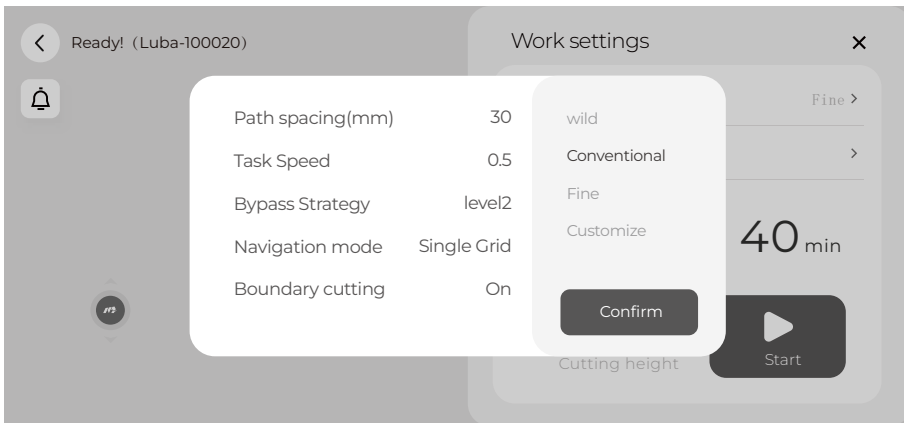 Ready! (Luba-100020)
Work settings
Fine
Path spacing(mm) 30
Task Speed 0.5
Bypass Strategy level2
Navigation mode Single Grid
Boundary cutting On
wild
Conventional
Fine
Customize
Confirm
40 min
Start
Cutting height